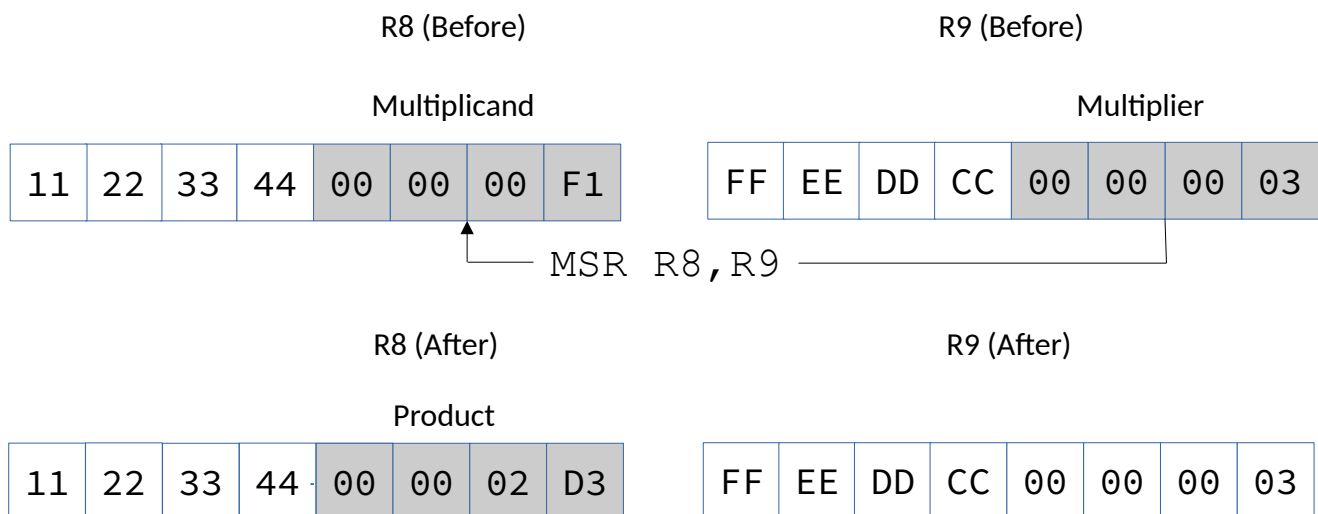 R8 (Before) R9 (Before)
Multiplicand Multiplier
11 22 33 44 00 00 00 F1 FF EE DD CC 00 00 00 03
MSR R8,R9
R8 (After) R9 (After)
Product
11 22 33 44 00 00 02 D3 FF EE DD CC 00 00 00 03